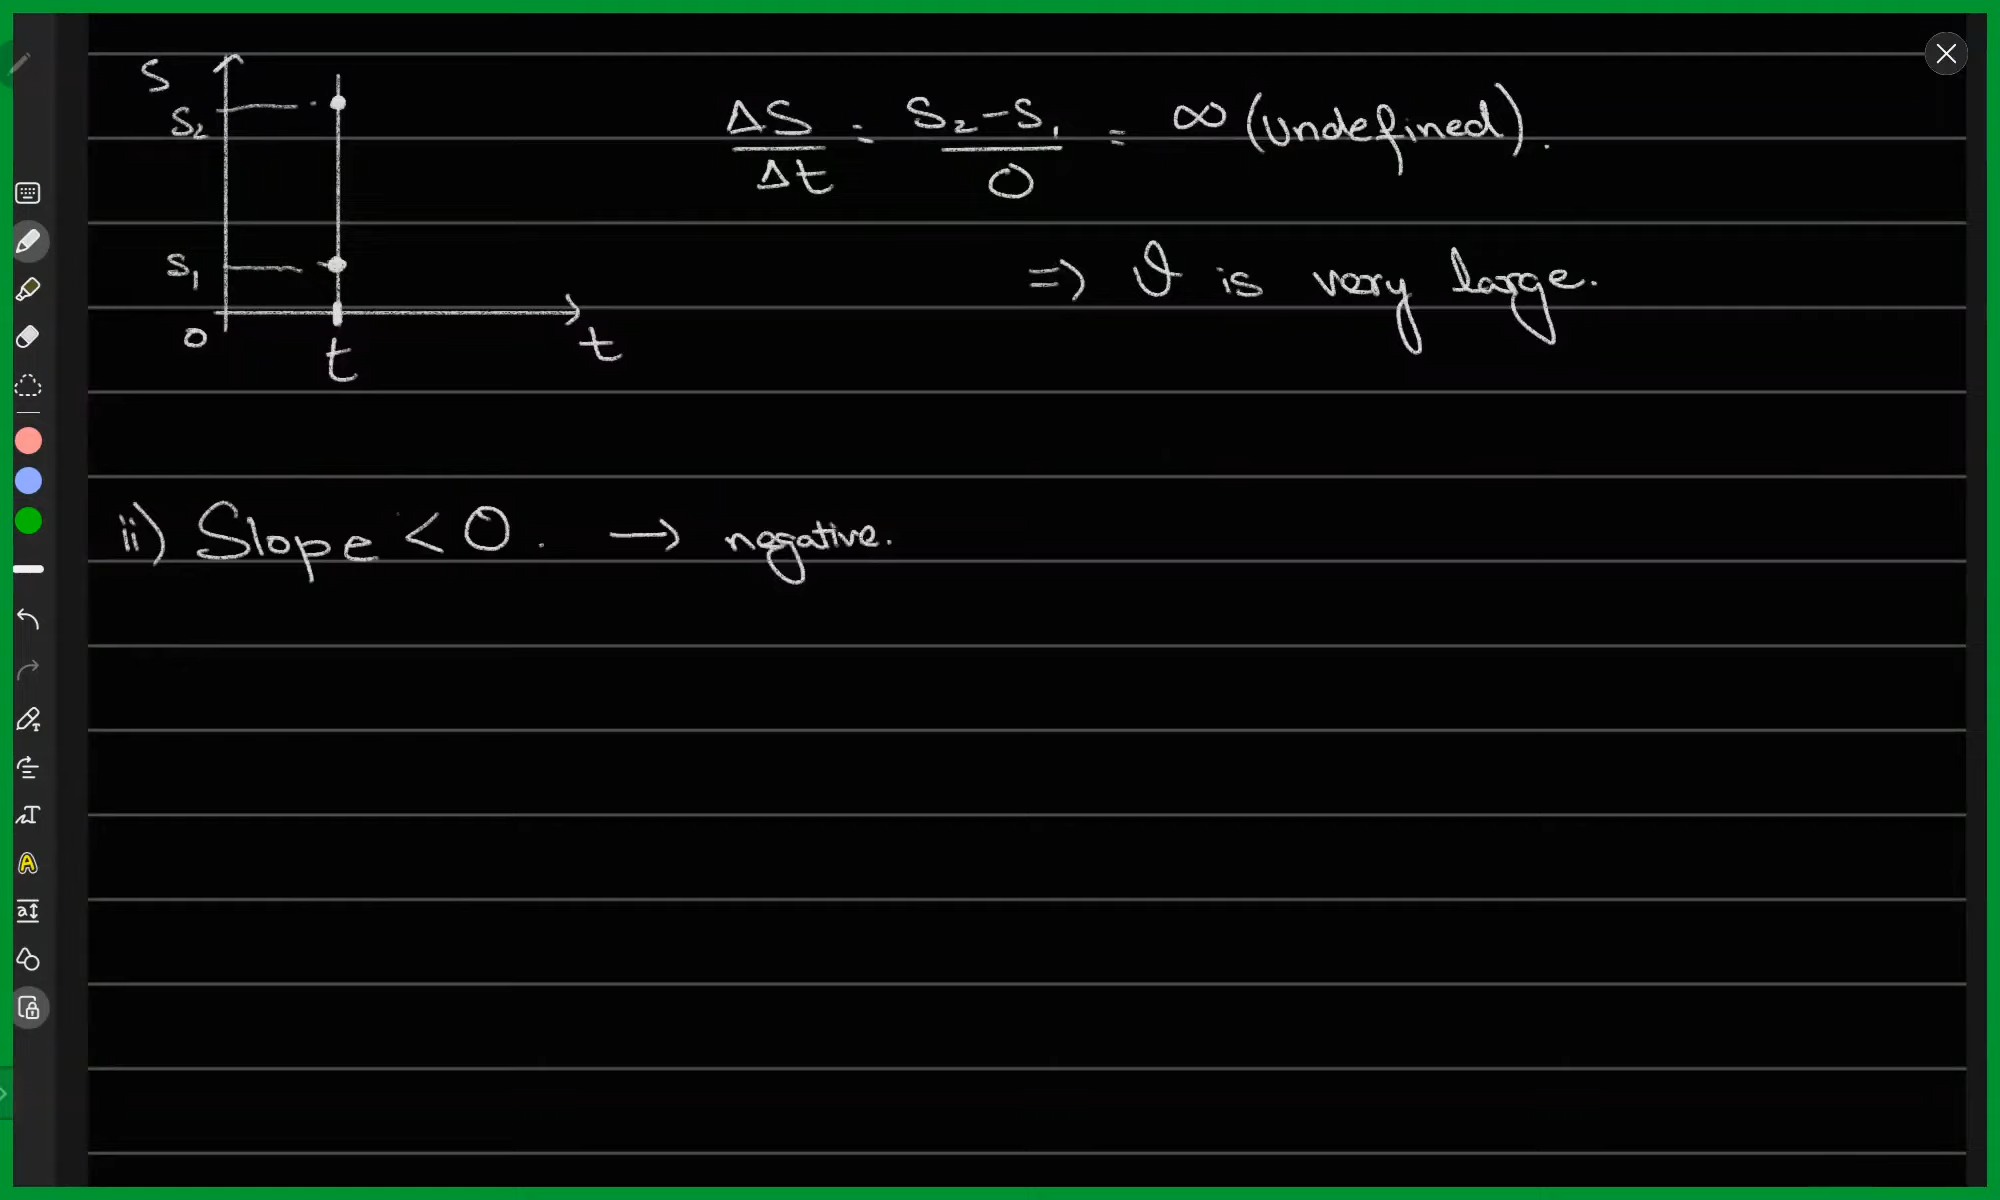 S
S₂
S₁
0
t
t
ΔS/Δt = S₂-S₁/0 = ∞ (undefined).
=> v is very large.
ii) Slope < 0. → negative.